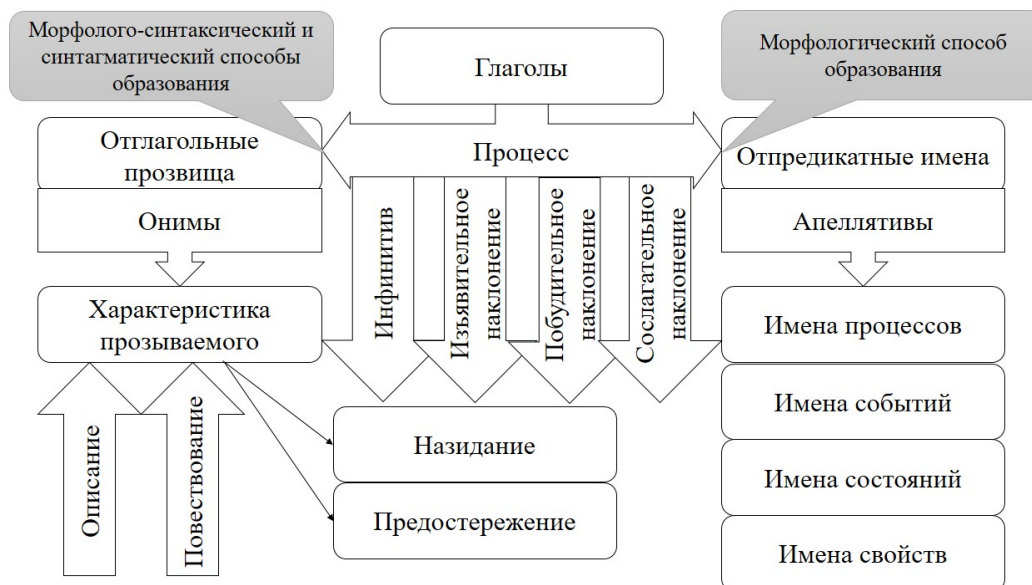 Морфолого-синтаксический и
синтагматический способы
образования
Глаголы
Морфологический способ
образования
Отглагольные
прозвища
Процесс
Отпредикатные имена
Онимы
Апеллятивы
Инфинитив
Изъявительное
наклонение
Побудительное
наклонение
Сослагательное
наклонение
Характеристика
прозываемого
Имена процессов
Описание
Повествование
Назидание
Предостережение
Имена событий
Имена состояний
Имена свойств